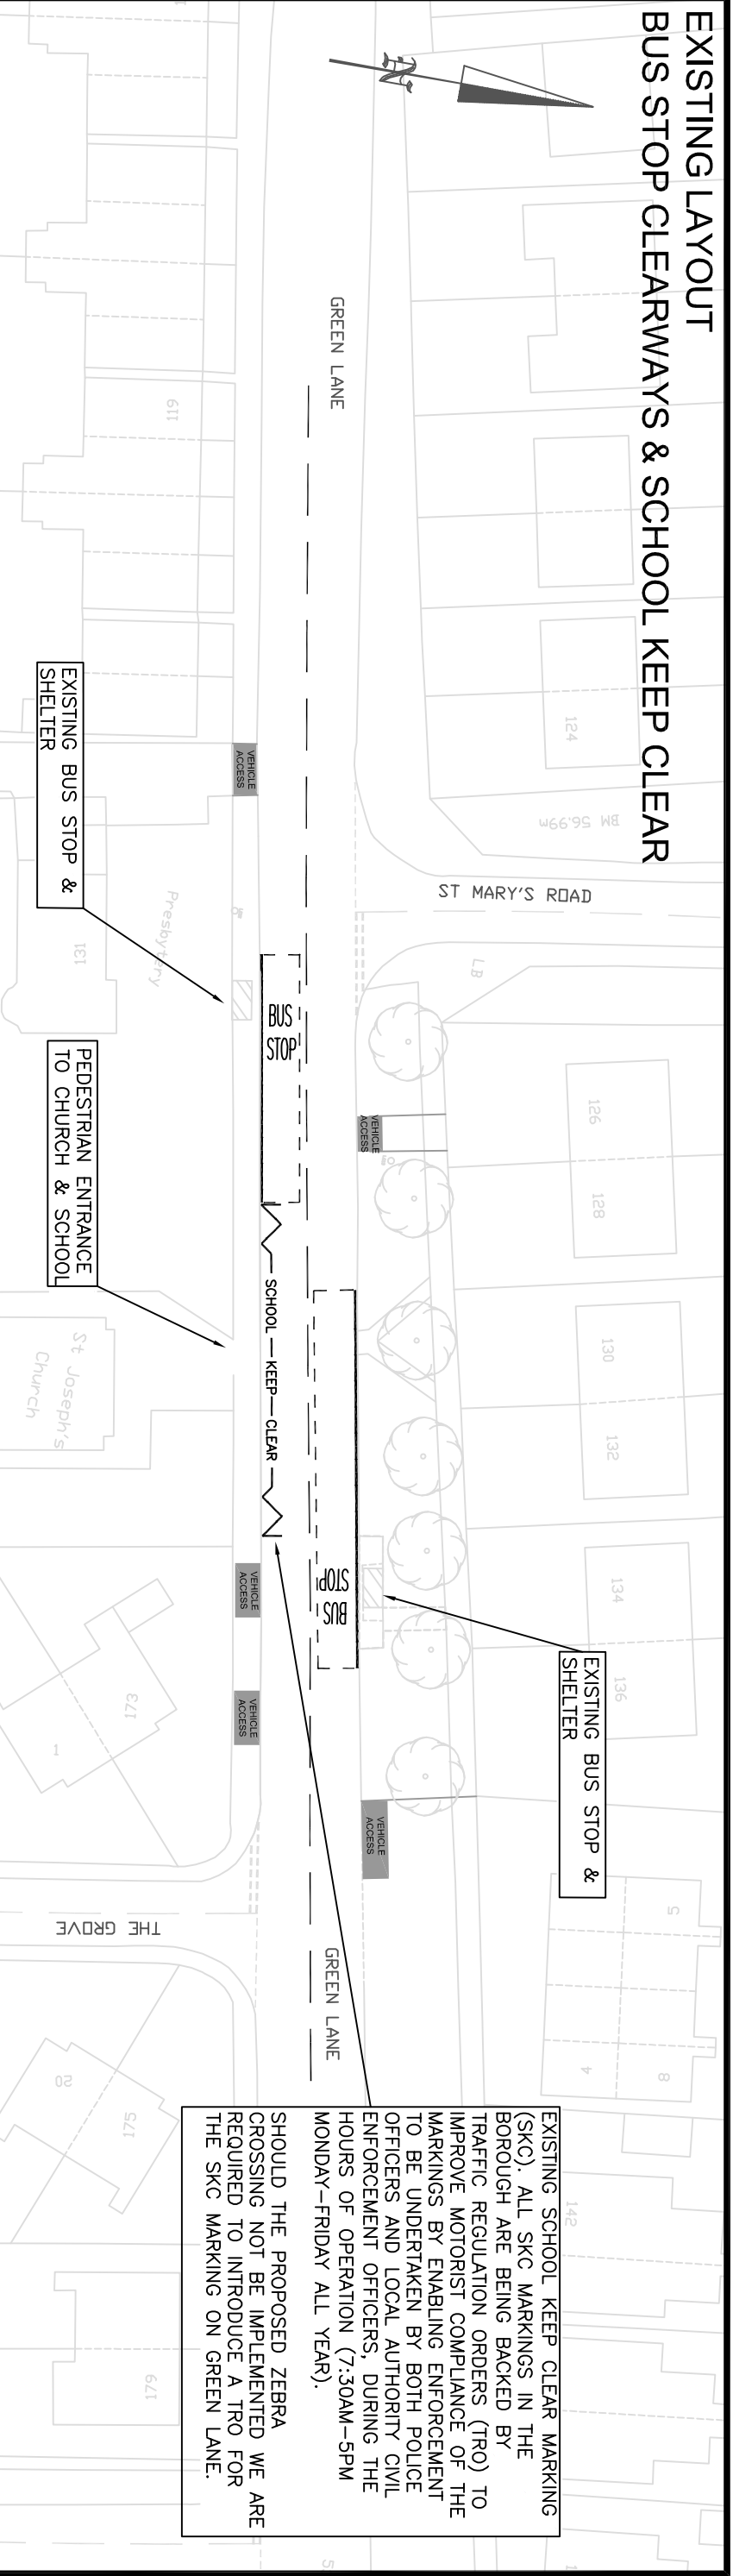 EXISTING LAYOUT
BUS STOP CLEARWAYS & SCHOOL KEEP CLEAR
N
GREEN LANE
119
124
BM 56.99m
ST MARY'S ROAD
LB
EXISTING BUS STOP &
SHELTER
VEHICLE
ACCESS
Presbytery
131
BUS
STOP
VEHICLE
ACCESS
126
128
130
132
134
136
PEDESTRIAN ENTRANCE
TO CHURCH & SCHOOL
SCHOOL KEEP CLEAR
St Joseph's
Church
BUS
STOP
EXISTING BUS STOP &
SHELTER
VEHICLE
ACCESS
VEHICLE
ACCESS
VEHICLE
ACCESS
173
1
THE GROVE
GREEN LANE
5
4
8
20
175
142
179
5
EXISTING SCHOOL KEEP CLEAR MARKING
(SKC). ALL SKC MARKINGS IN THE
BOROUGH ARE BEING BACKED BY
TRAFFIC REGULATION ORDERS (TRO) TO
IMPROVE MOTORIST COMPLIANCE OF THE
MARKINGS BY ENABLING ENFORCEMENT
TO BE UNDERTAKEN BY BOTH POLICE
OFFICERS AND LOCAL AUTHORITY CIVIL
ENFORCEMENT OFFICERS, DURING THE
HOURS OF OPERATION (7:30AM-5PM
MONDAY-FRIDAY ALL YEAR).
SHOULD THE PROPOSED ZEBRA
CROSSING NOT BE IMPLEMENTED WE ARE
REQUIRED TO INTRODUCE A TRO FOR
THE SKC MARKING ON GREEN LANE.